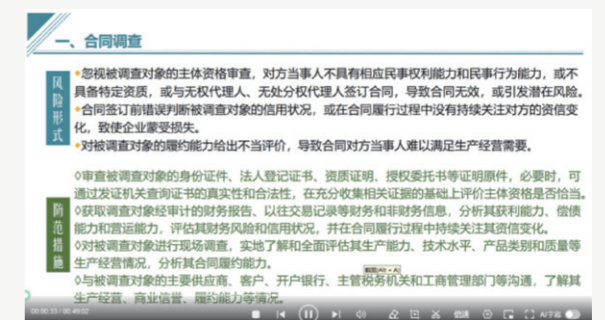 一、合同调查
风险形式
忽视被调查对象的主体资格审查，对方当事人不具有相应民事权利能力和民事行为能力，或不
具备特定资质，或与无权代理人、无处分权代理人签订合同，导致合同无效，或引发潜在风险。
合同签订前错误判断被调查对象的信用状况，或在合同履行过程中没有持续关注对方的资信变
化，致使企业蒙受损失。
对被调查对象的履约能力给出不当评价，导致合同对方当事人难以满足生产经营需要。
防范措施
◊审查被调查对象的身份证件、法人登记证书、资质证明、授权委托书等证明原件，必要时，可
通过发证机关查询证书的真实性和合法性，在充分收集相关证据的基础上评价主体资格是否恰当。
◊获取调查对象经审计的财务报告、以往交易记录等财务和非财务信息，分析其获利能力、偿债
能力和营运能力，评估其财务风险和信用状况，并在合同履行过程中持续关注其资信变化。
◊对被调查对象进行现场调查，实地了解和全面评估其生产能力、技术水平、产品类别和质量等
生产经营情况，分析其合同履约能力。
截图(Alt + A)
◊与被调查对象的主要供应商、客户、开户银行、主管税务机关和工商管理部门等沟通，了解其
生产经营、商业信誉、履约能力等情况。
00:00:33 / 00:49:02
倍速
AI字幕